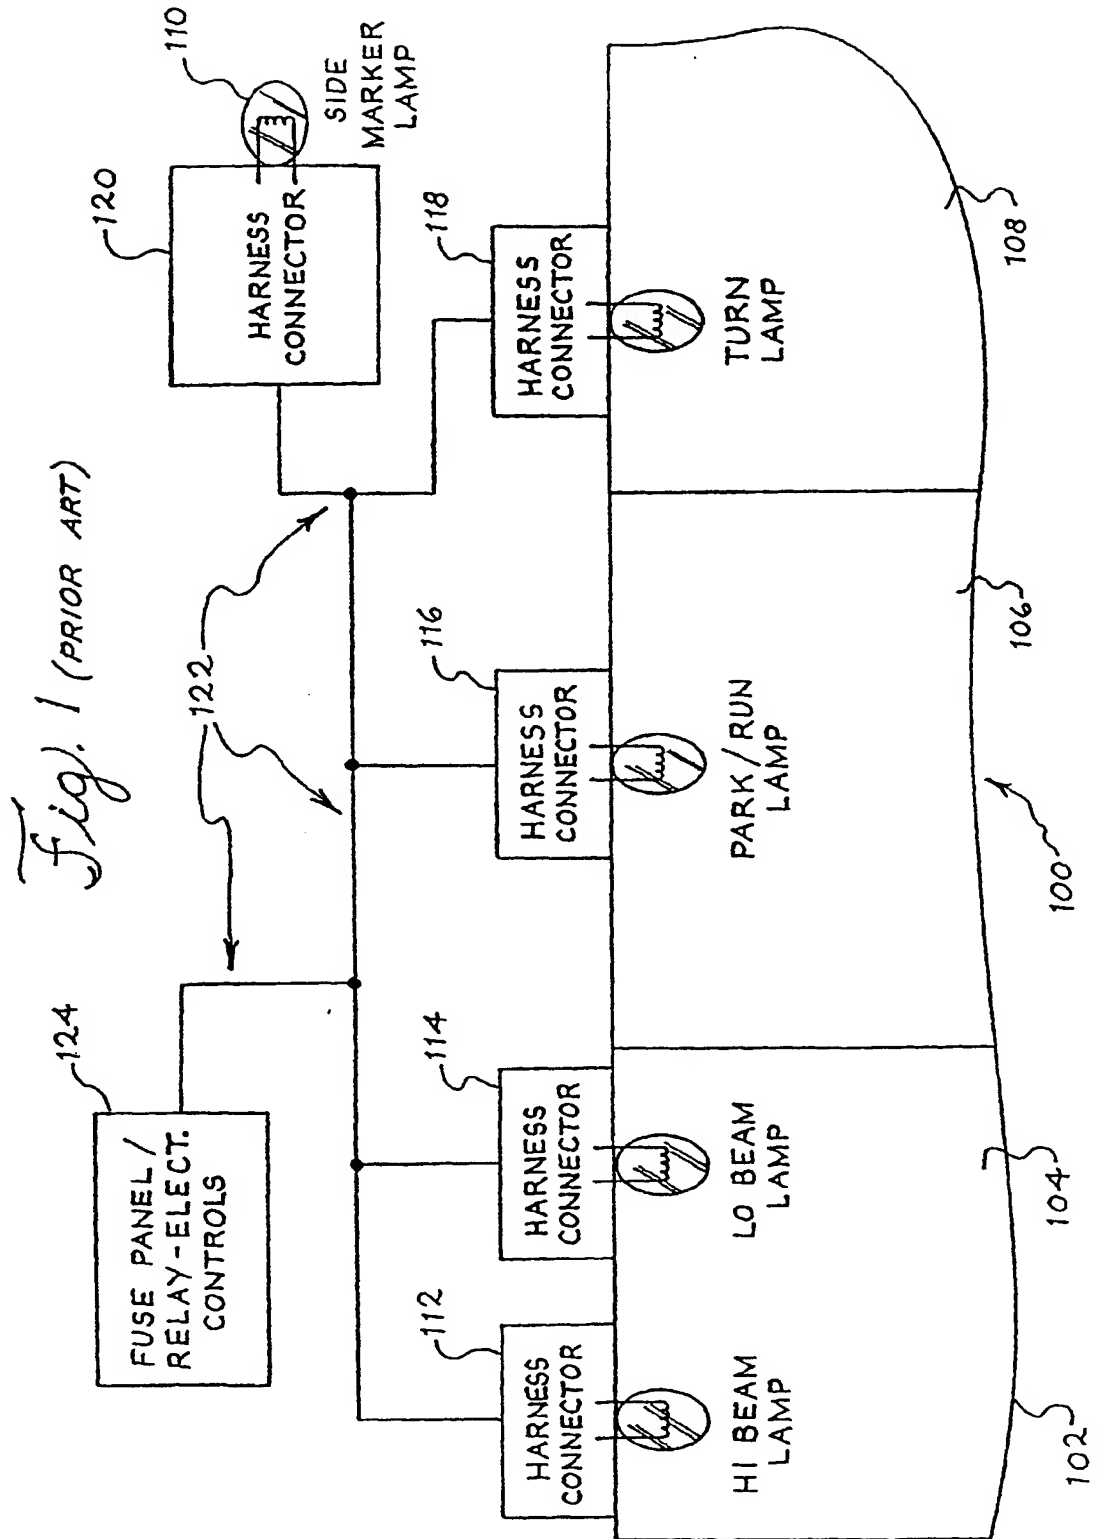 Fig. 1 (PRIOR ART)
124
FUSE PANEL/
RELAY-ELECT.
CONTROLS
122
120
HARNESS
CONNECTOR
110
SIDE
MARKER
LAMP
112
HARNESS
CONNECTOR
114
HARNESS
CONNECTOR
116
HARNESS
CONNECTOR
118
HARNESS
CONNECTOR
HI BEAM
LAMP
LO BEAM
LAMP
PARK/RUN
LAMP
TURN
LAMP
102
104
100
106
108